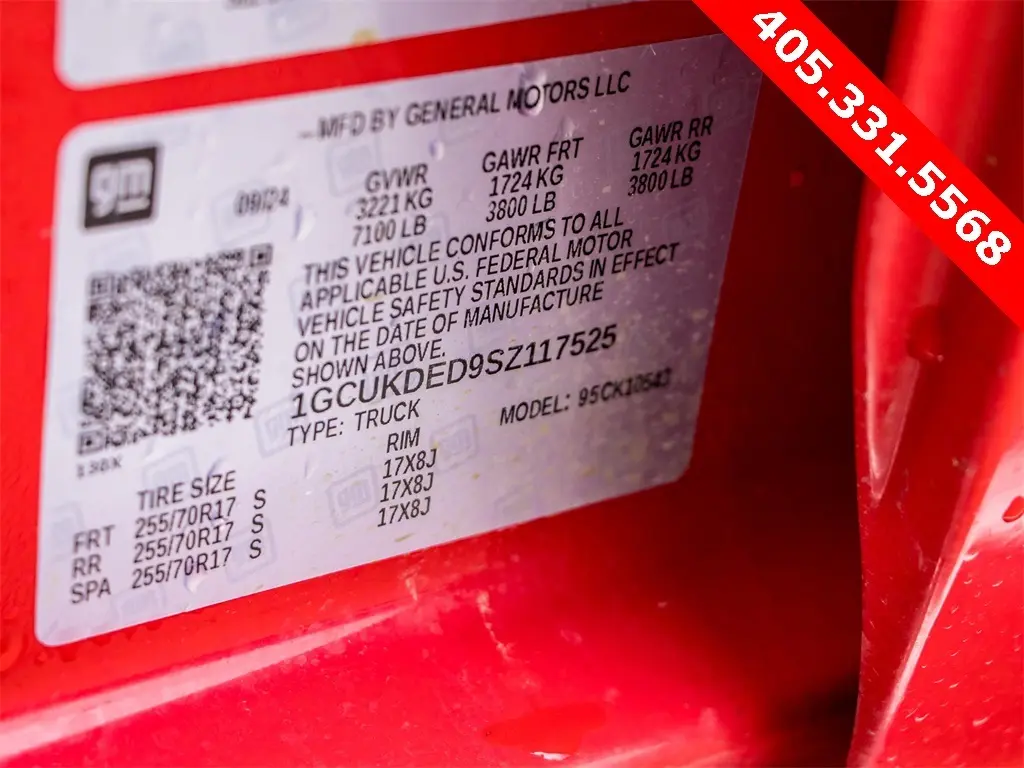 405.331.5568
MFD BY GENERAL MOTORS LLC
gm
09/24
GVWR GAWR FRT GAWR RR
3221 KG 1724 KG 1724 KG
7100 LB 3800 LB 3800 LB
THIS VEHICLE CONFORMS TO ALL
APPLICABLE U.S. FEDERAL MOTOR
VEHICLE SAFETY STANDARDS IN EFFECT
ON THE DATE OF MANUFACTURE
SHOWN ABOVE.
1GCUKDED9SZ117525
TYPE: TRUCK MODEL: 95CK10543
TIRE SIZE RIM
FRT 255/70R17 S 17X8J
RR 255/70R17 S 17X8J
SPA 255/70R17 S 17X8J